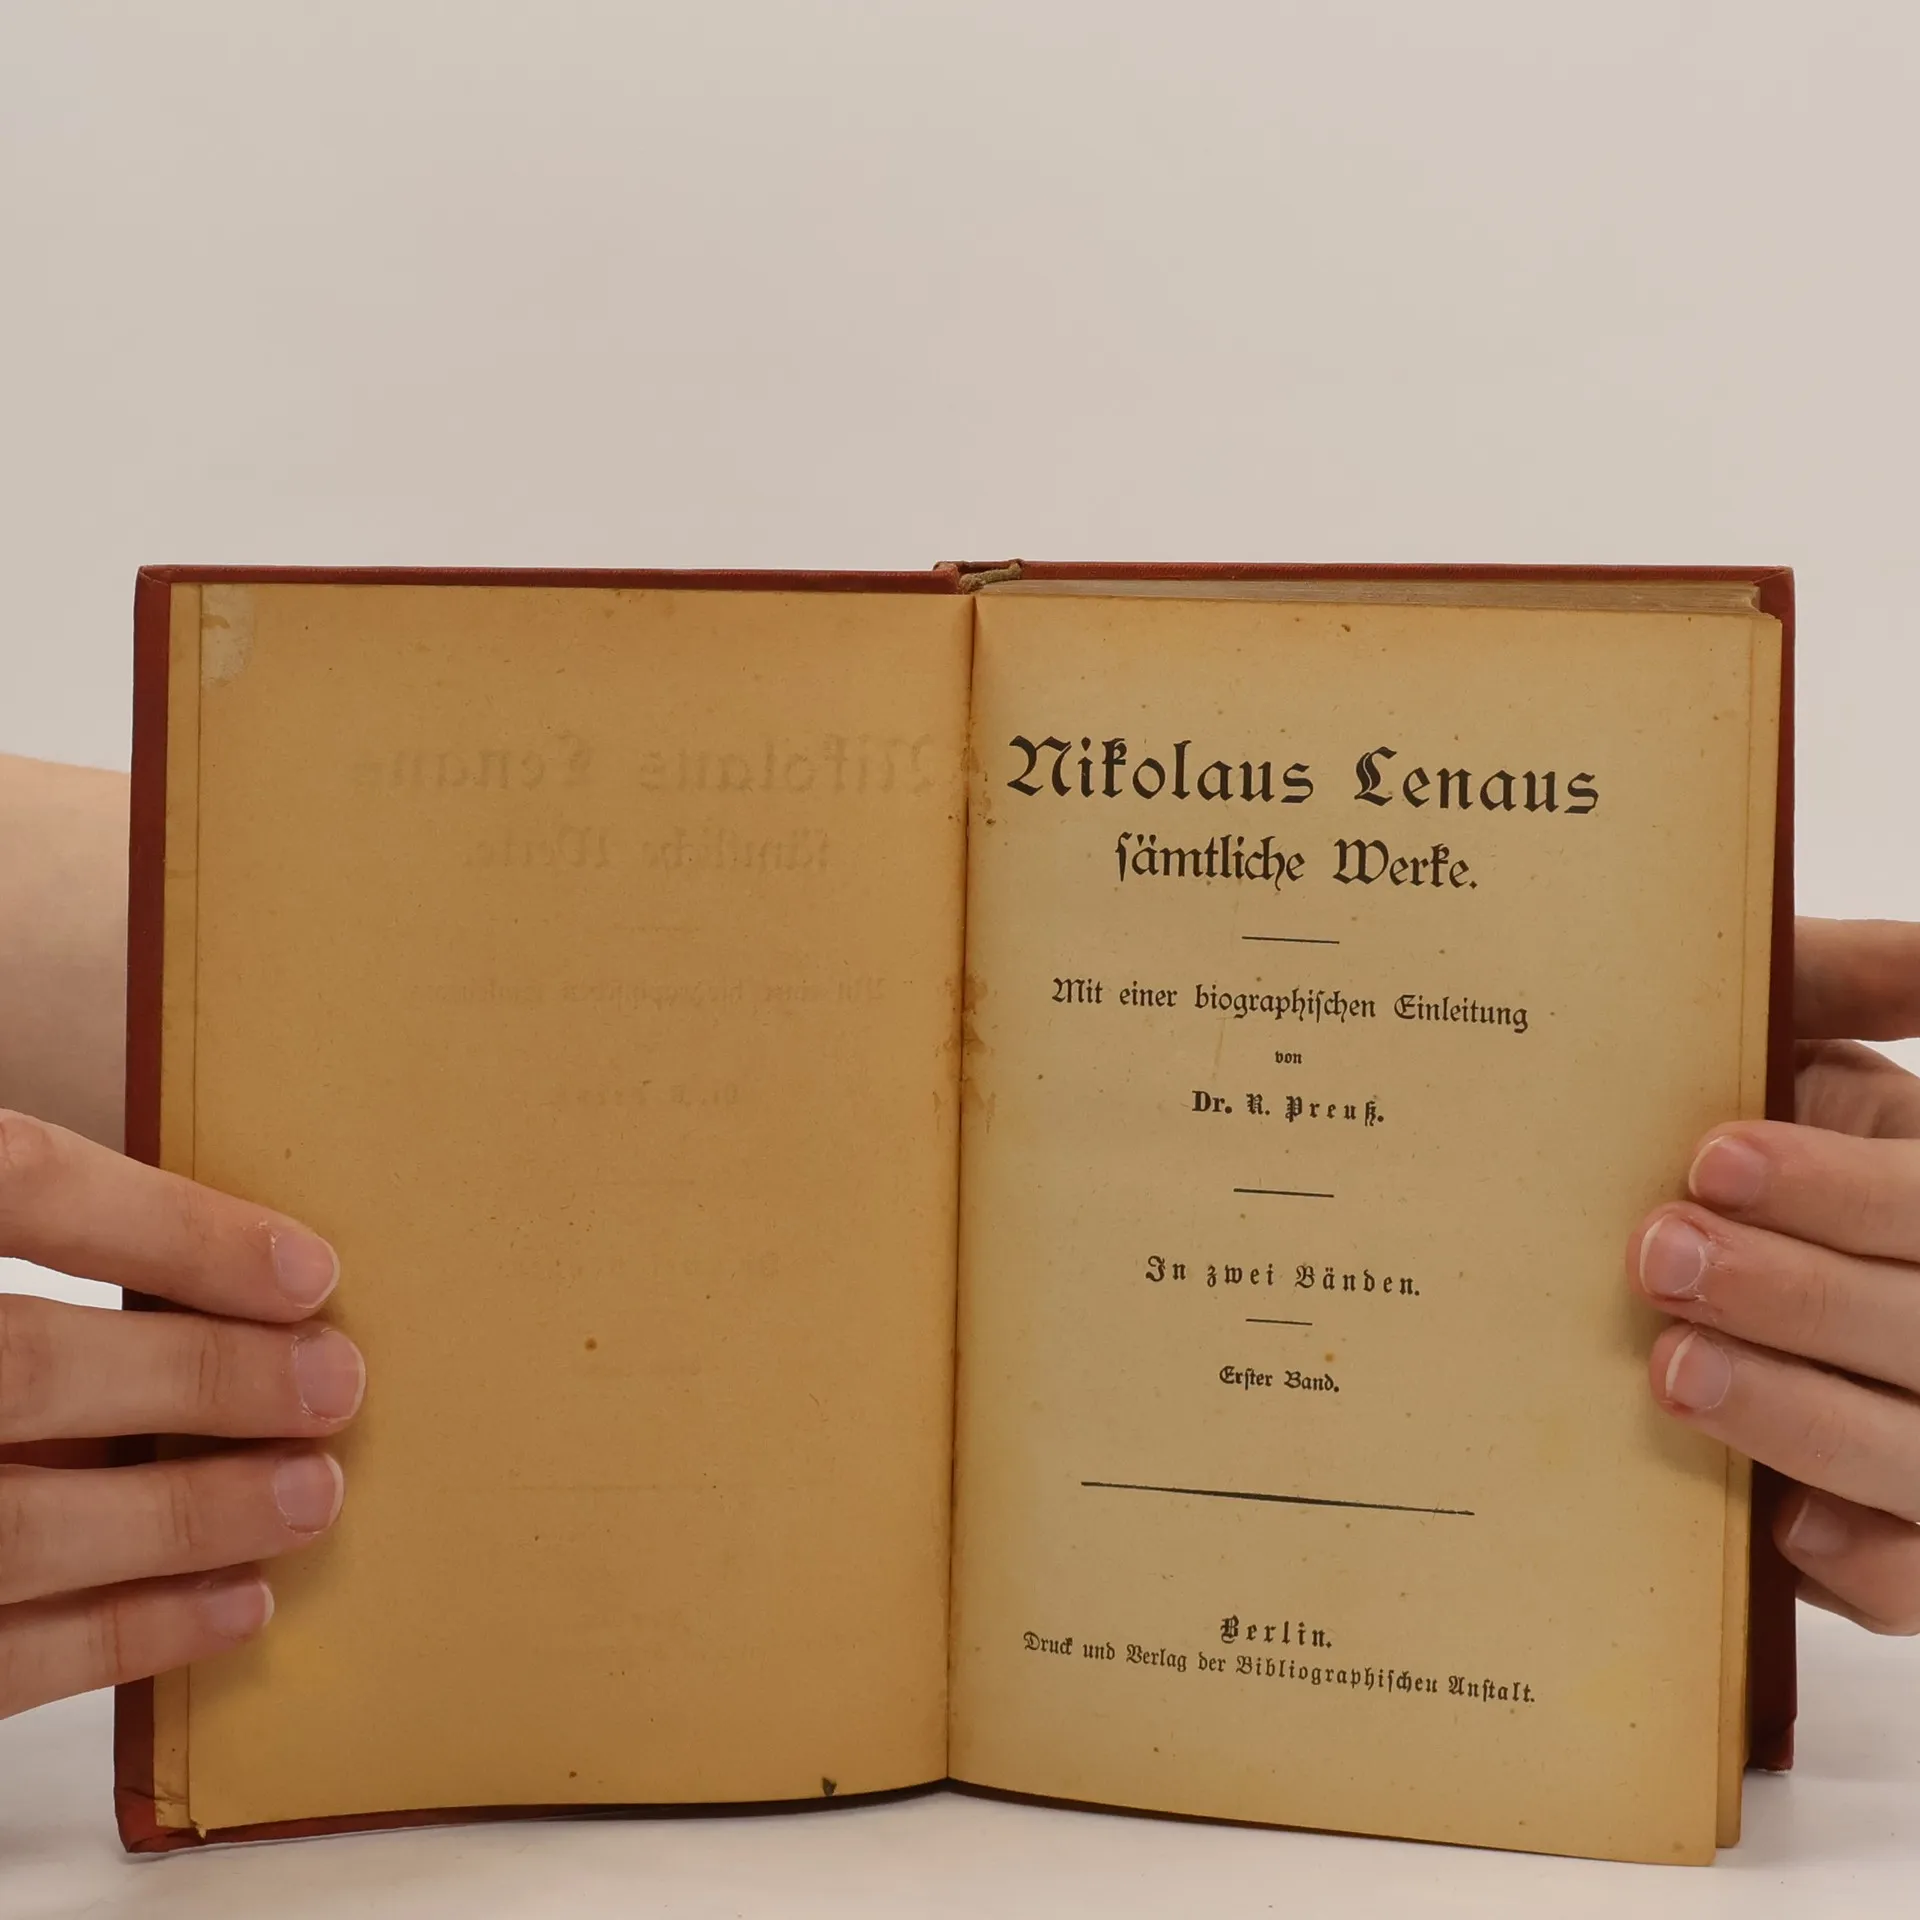 Nikolaus Lenaus
ſämtliche Werke.
Mit einer biographiſchen Einleitung
von
Dr. R. Preuß.
In zwei Bänden.
Erſter Band.
Berlin.
Druck und Verlag der Bibliographiſchen Anſtalt.